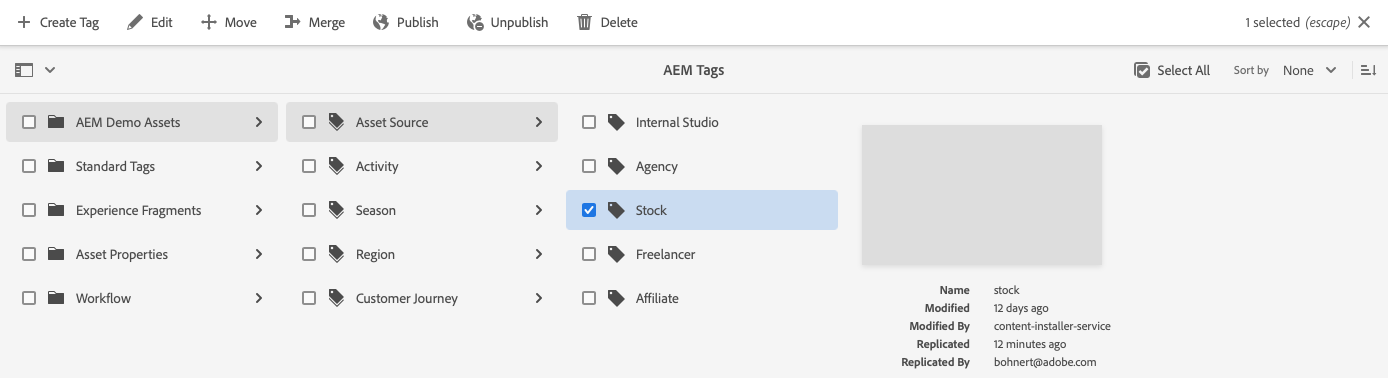 Create Tag Edit Move Merge Publish Unpublish Delete 1 selected (escape)
AEM Tags Select All Sort by None
AEM Demo Assets Asset Source Internal Studio
Standard Tags Activity Agency
Experience Fragments Season Stock
Asset Properties Region Freelancer
Workflow Customer Journey Affiliate
Name stock
Modified 12 days ago
Modified By content-installer-service
Replicated 12 minutes ago
Replicated By bohnert@adobe.com